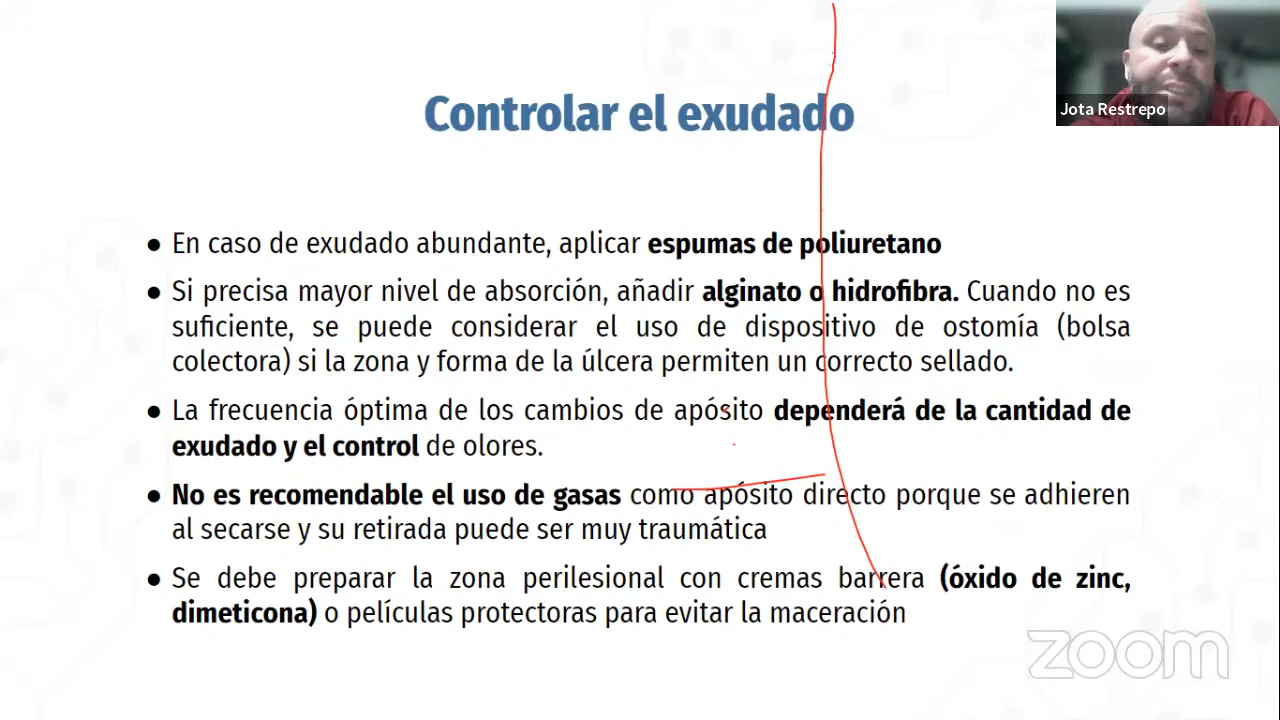 Jota Restrepo
Controlar el exudado
● En caso de exudado abundante, aplicar espumas de poliuretano
● Si precisa mayor nivel de absorción, añadir alginato o hidrofibra. Cuando no es
suficiente, se puede considerar el uso de dispositivo de ostomía (bolsa
colectora) si la zona y forma de la úlcera permiten un correcto sellado.
● La frecuencia óptima de los cambios de apósito dependerá de la cantidad de
exudado y el control de olores.
● No es recomendable el uso de gasas como apósito directo porque se adhieren
al secarse y su retirada puede ser muy traumática
● Se debe preparar la zona perilesional con cremas barrera (óxido de zinc,
dimeticona) o películas protectoras para evitar la maceración
zoom